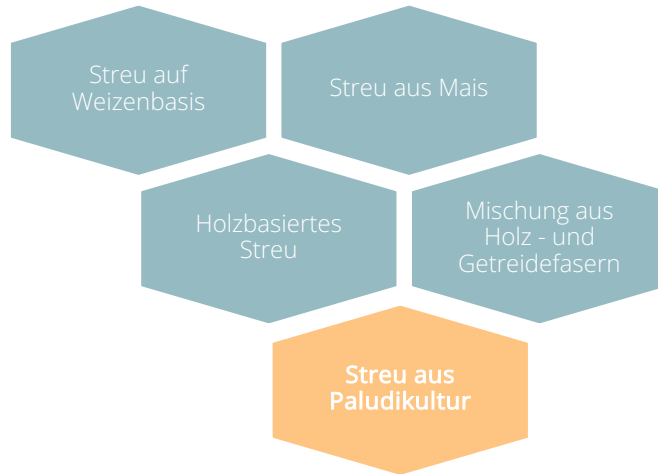 Streu auf
Weizenbasis
Streu aus Mais
Holzbasiertes
Streu
Mischung aus
Holz - und
Getreidefasern
Streu aus
Paludikultur